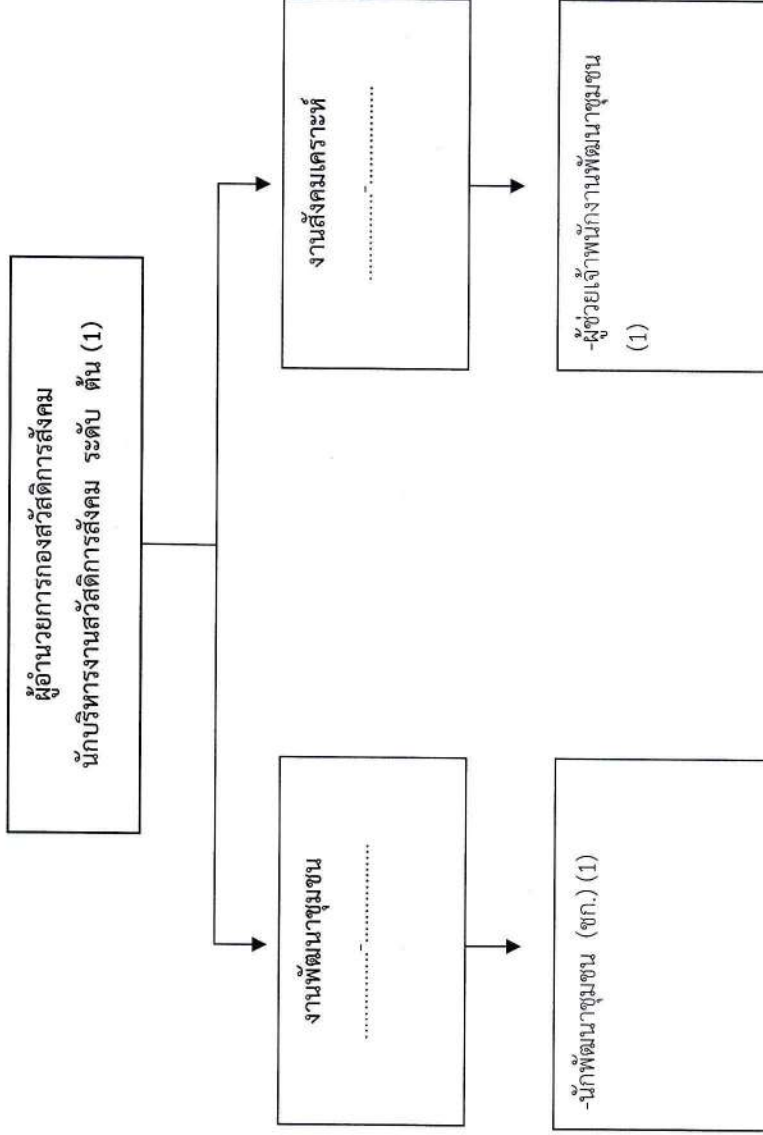 ผู้อำนวยการกองสวัสดิการสังคม
นักบริหารงานสวัสดิการสังคม ระดับ ต้น (1)
งานพัฒนาชุมชน
..................-......................
งานสังคมเคราะห์
..................-......................
-นักพัฒนาชุมชน (ชก.) (1)
-ผู้ช่วยเจ้าพนักงานพัฒนาชุมชน
(1)